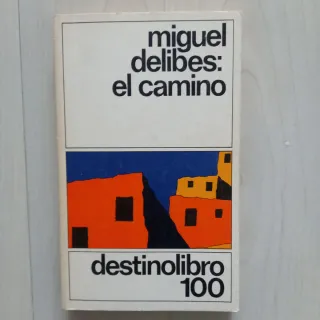 miguel
delibes:
el camino
destinolibro
100